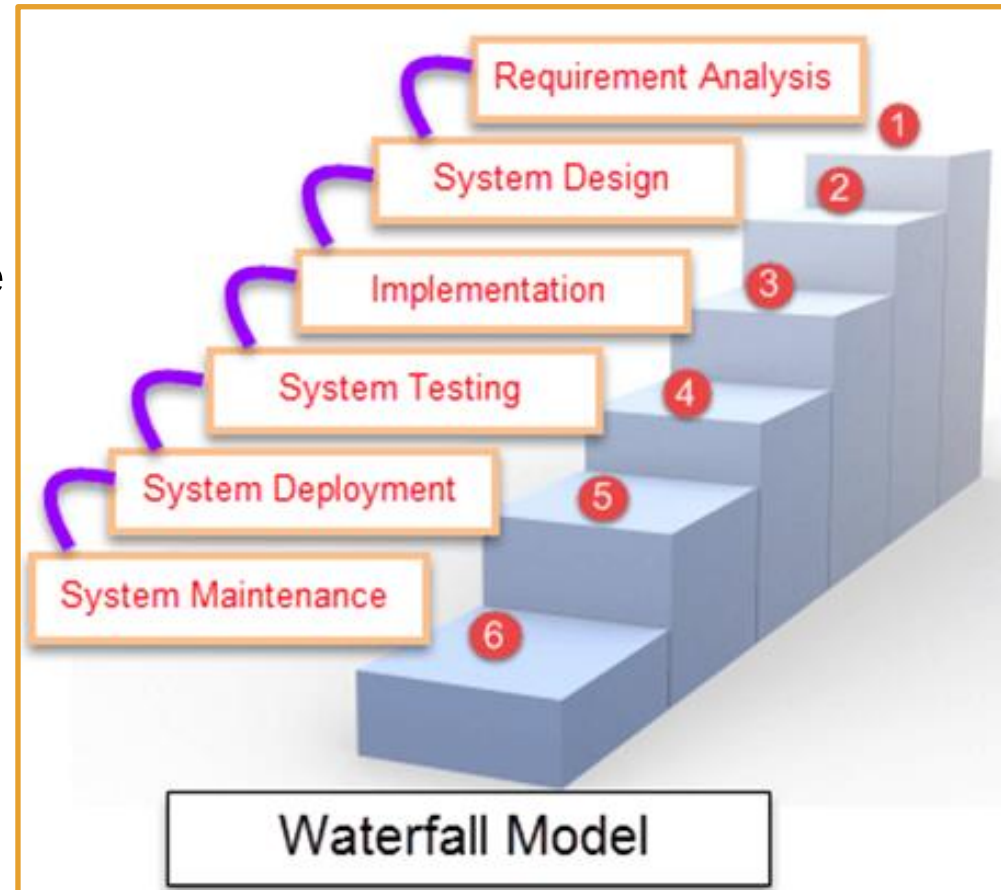 Requirement Analysis
1
System Design
2
e
Implementation
3
System Testing
4
System Deployment
5
System Maintenance
6
Waterfall Model